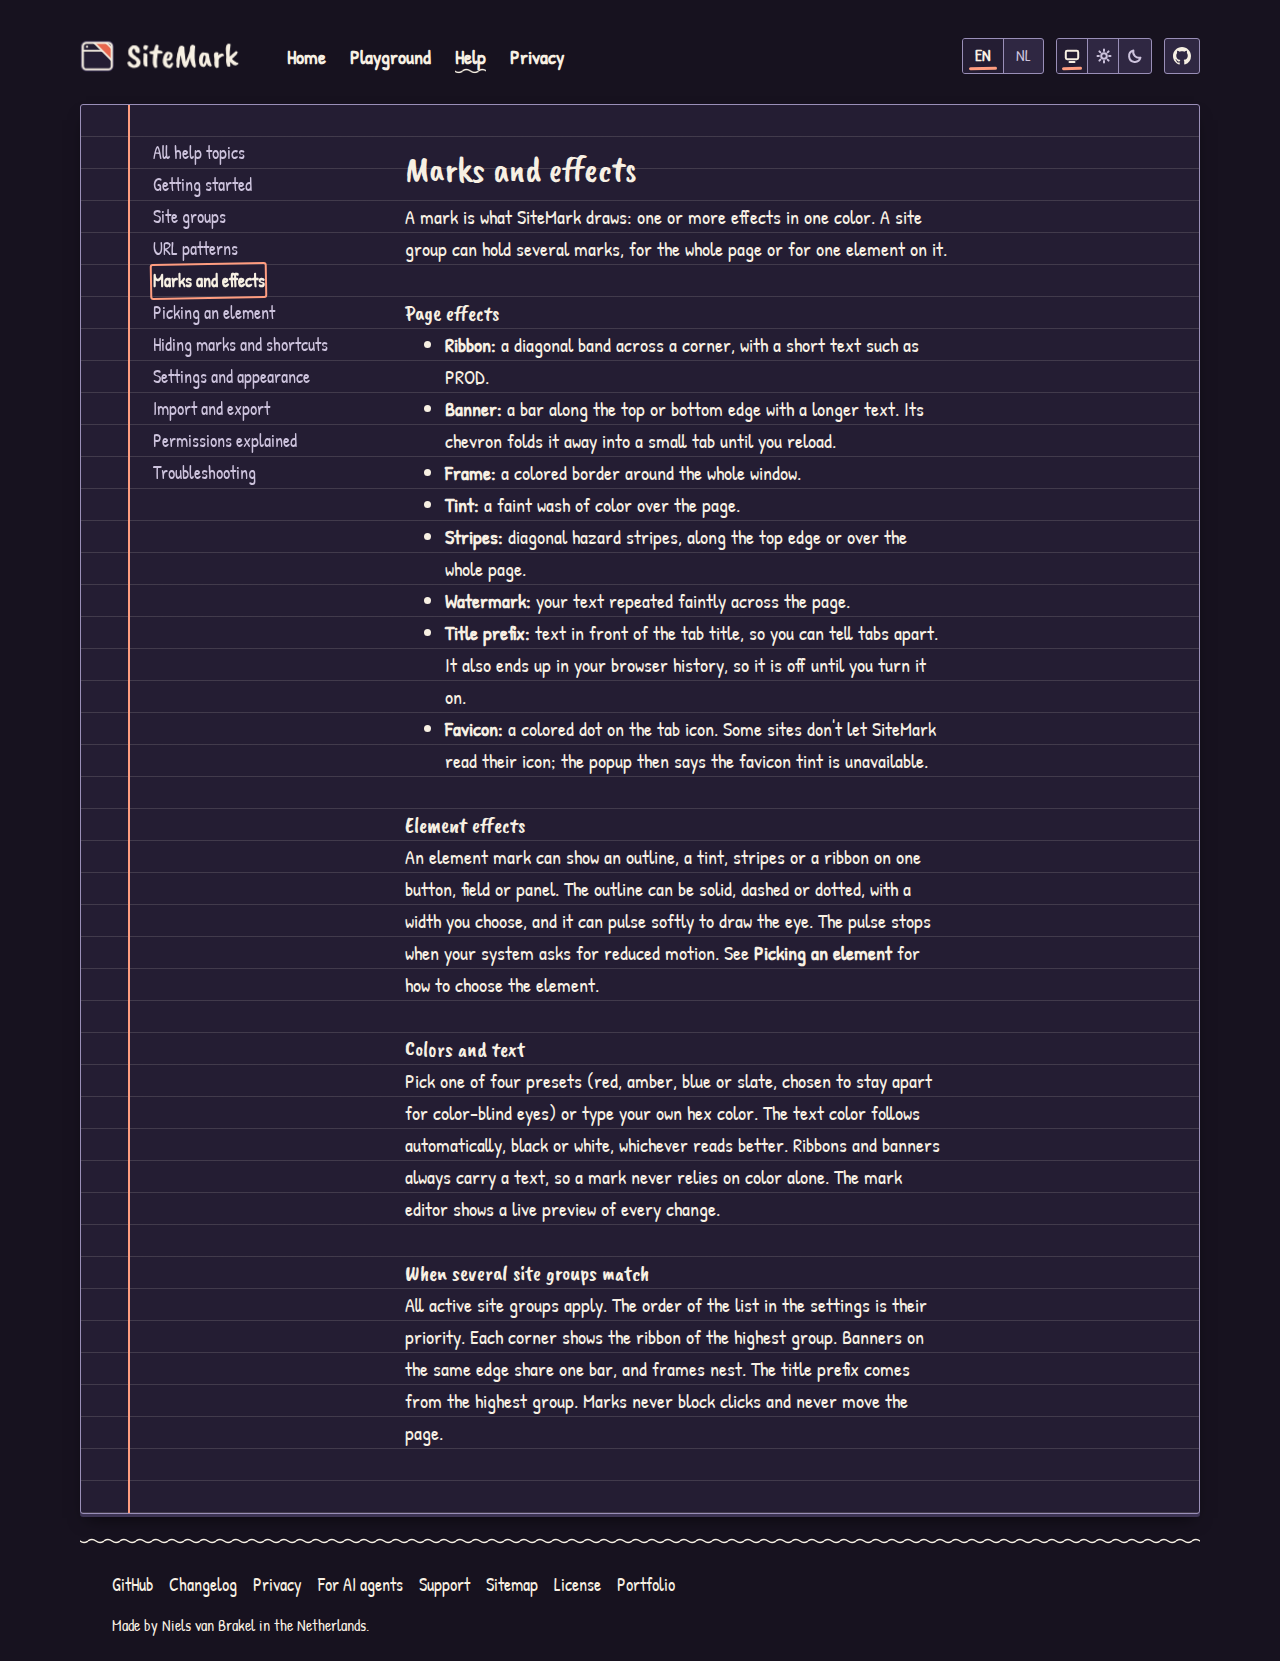 SiteMark
Home Playground Help Privacy
EN NL
All help topics
Getting started
Site groups
URL patterns
Marks and effects
Picking an element
Hiding marks and shortcuts
Settings and appearance
Import and export
Permissions explained
Troubleshooting
Marks and effects
A mark is what SiteMark draws: one or more effects in one color. A site
group can hold several marks, for the whole page or for one element on it.
Page effects
Ribbon: a diagonal band across a corner, with a short text such as
PROD.
Banner: a bar along the top or bottom edge with a longer text. Its
chevron folds it away into a small tab until you reload.
Frame: a colored border around the whole window.
Tint: a faint wash of color over the page.
Stripes: diagonal hazard stripes, along the top edge or over the
whole page.
Watermark: your text repeated faintly across the page.
Title prefix: text in front of the tab title, so you can tell tabs apart.
It also ends up in your browser history, so it is off until you turn it
on.
Favicon: a colored dot on the tab icon. Some sites don't let SiteMark
read their icon; the popup then says the favicon tint is unavailable.
Element effects
An element mark can show an outline, a tint, stripes or a ribbon on one
button, field or panel. The outline can be solid, dashed or dotted, with a
width you choose, and it can pulse softly to draw the eye. The pulse stops
when your system asks for reduced motion. See Picking an element for
how to choose the element.
Colors and text
Pick one of four presets (red, amber, blue or slate, chosen to stay apart
for color-blind eyes) or type your own hex color. The text color follows
automatically, black or white, whichever reads better. Ribbons and banners
always carry a text, so a mark never relies on color alone. The mark
editor shows a live preview of every change.
When several site groups match
All active site groups apply. The order of the list in the settings is their
priority. Each corner shows the ribbon of the highest group. Banners on
the same edge share one bar, and frames nest. The title prefix comes
from the highest group. Marks never block clicks and never move the
page.
GitHub Changelog Privacy For AI agents Support Sitemap License Portfolio
Made by Niels van Brakel in the Netherlands.